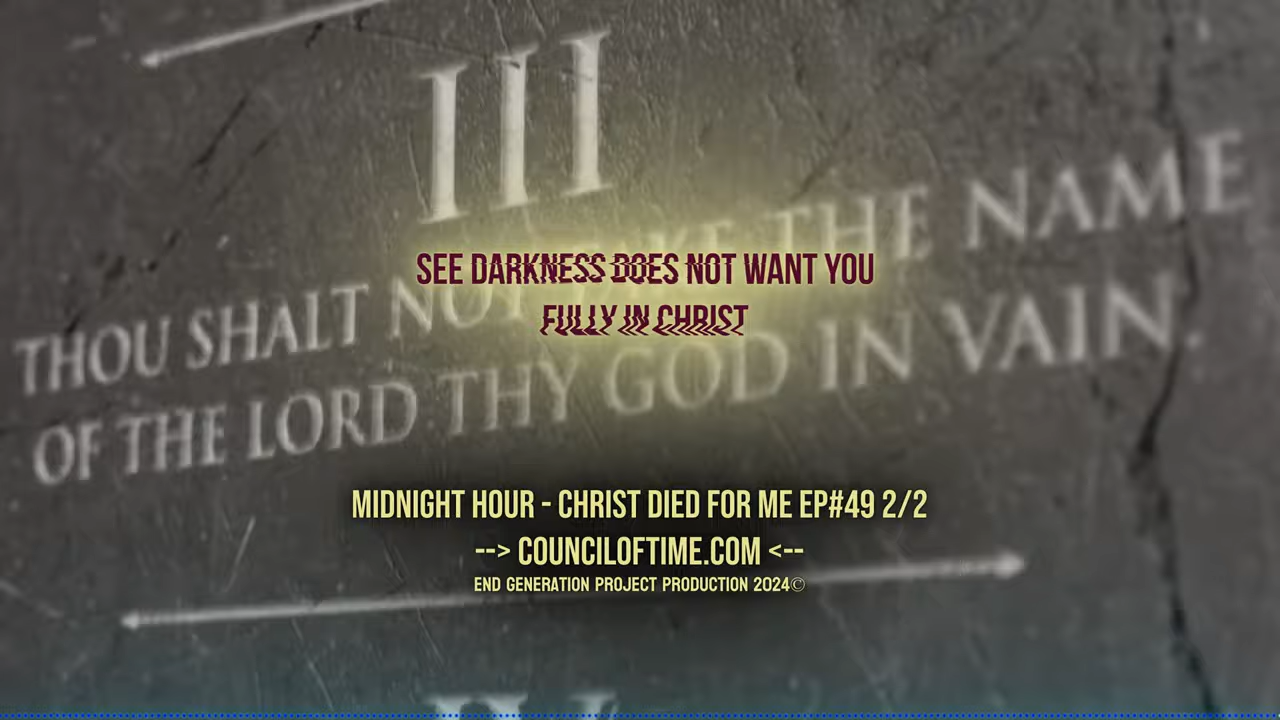 III
THOU SHALT NOT THE NAME
OF THE LORD THY GOD IN VAIN.
SEE DARKNESS DOES NOT WANT YOU
FULLY IN CHRIST
MIDNIGHT HOUR - CHRIST DIED FOR ME EP#49 2/2
--> COUNCILOFTIME.COM <--
END GENERATION PROJECT PRODUCTION 2024©